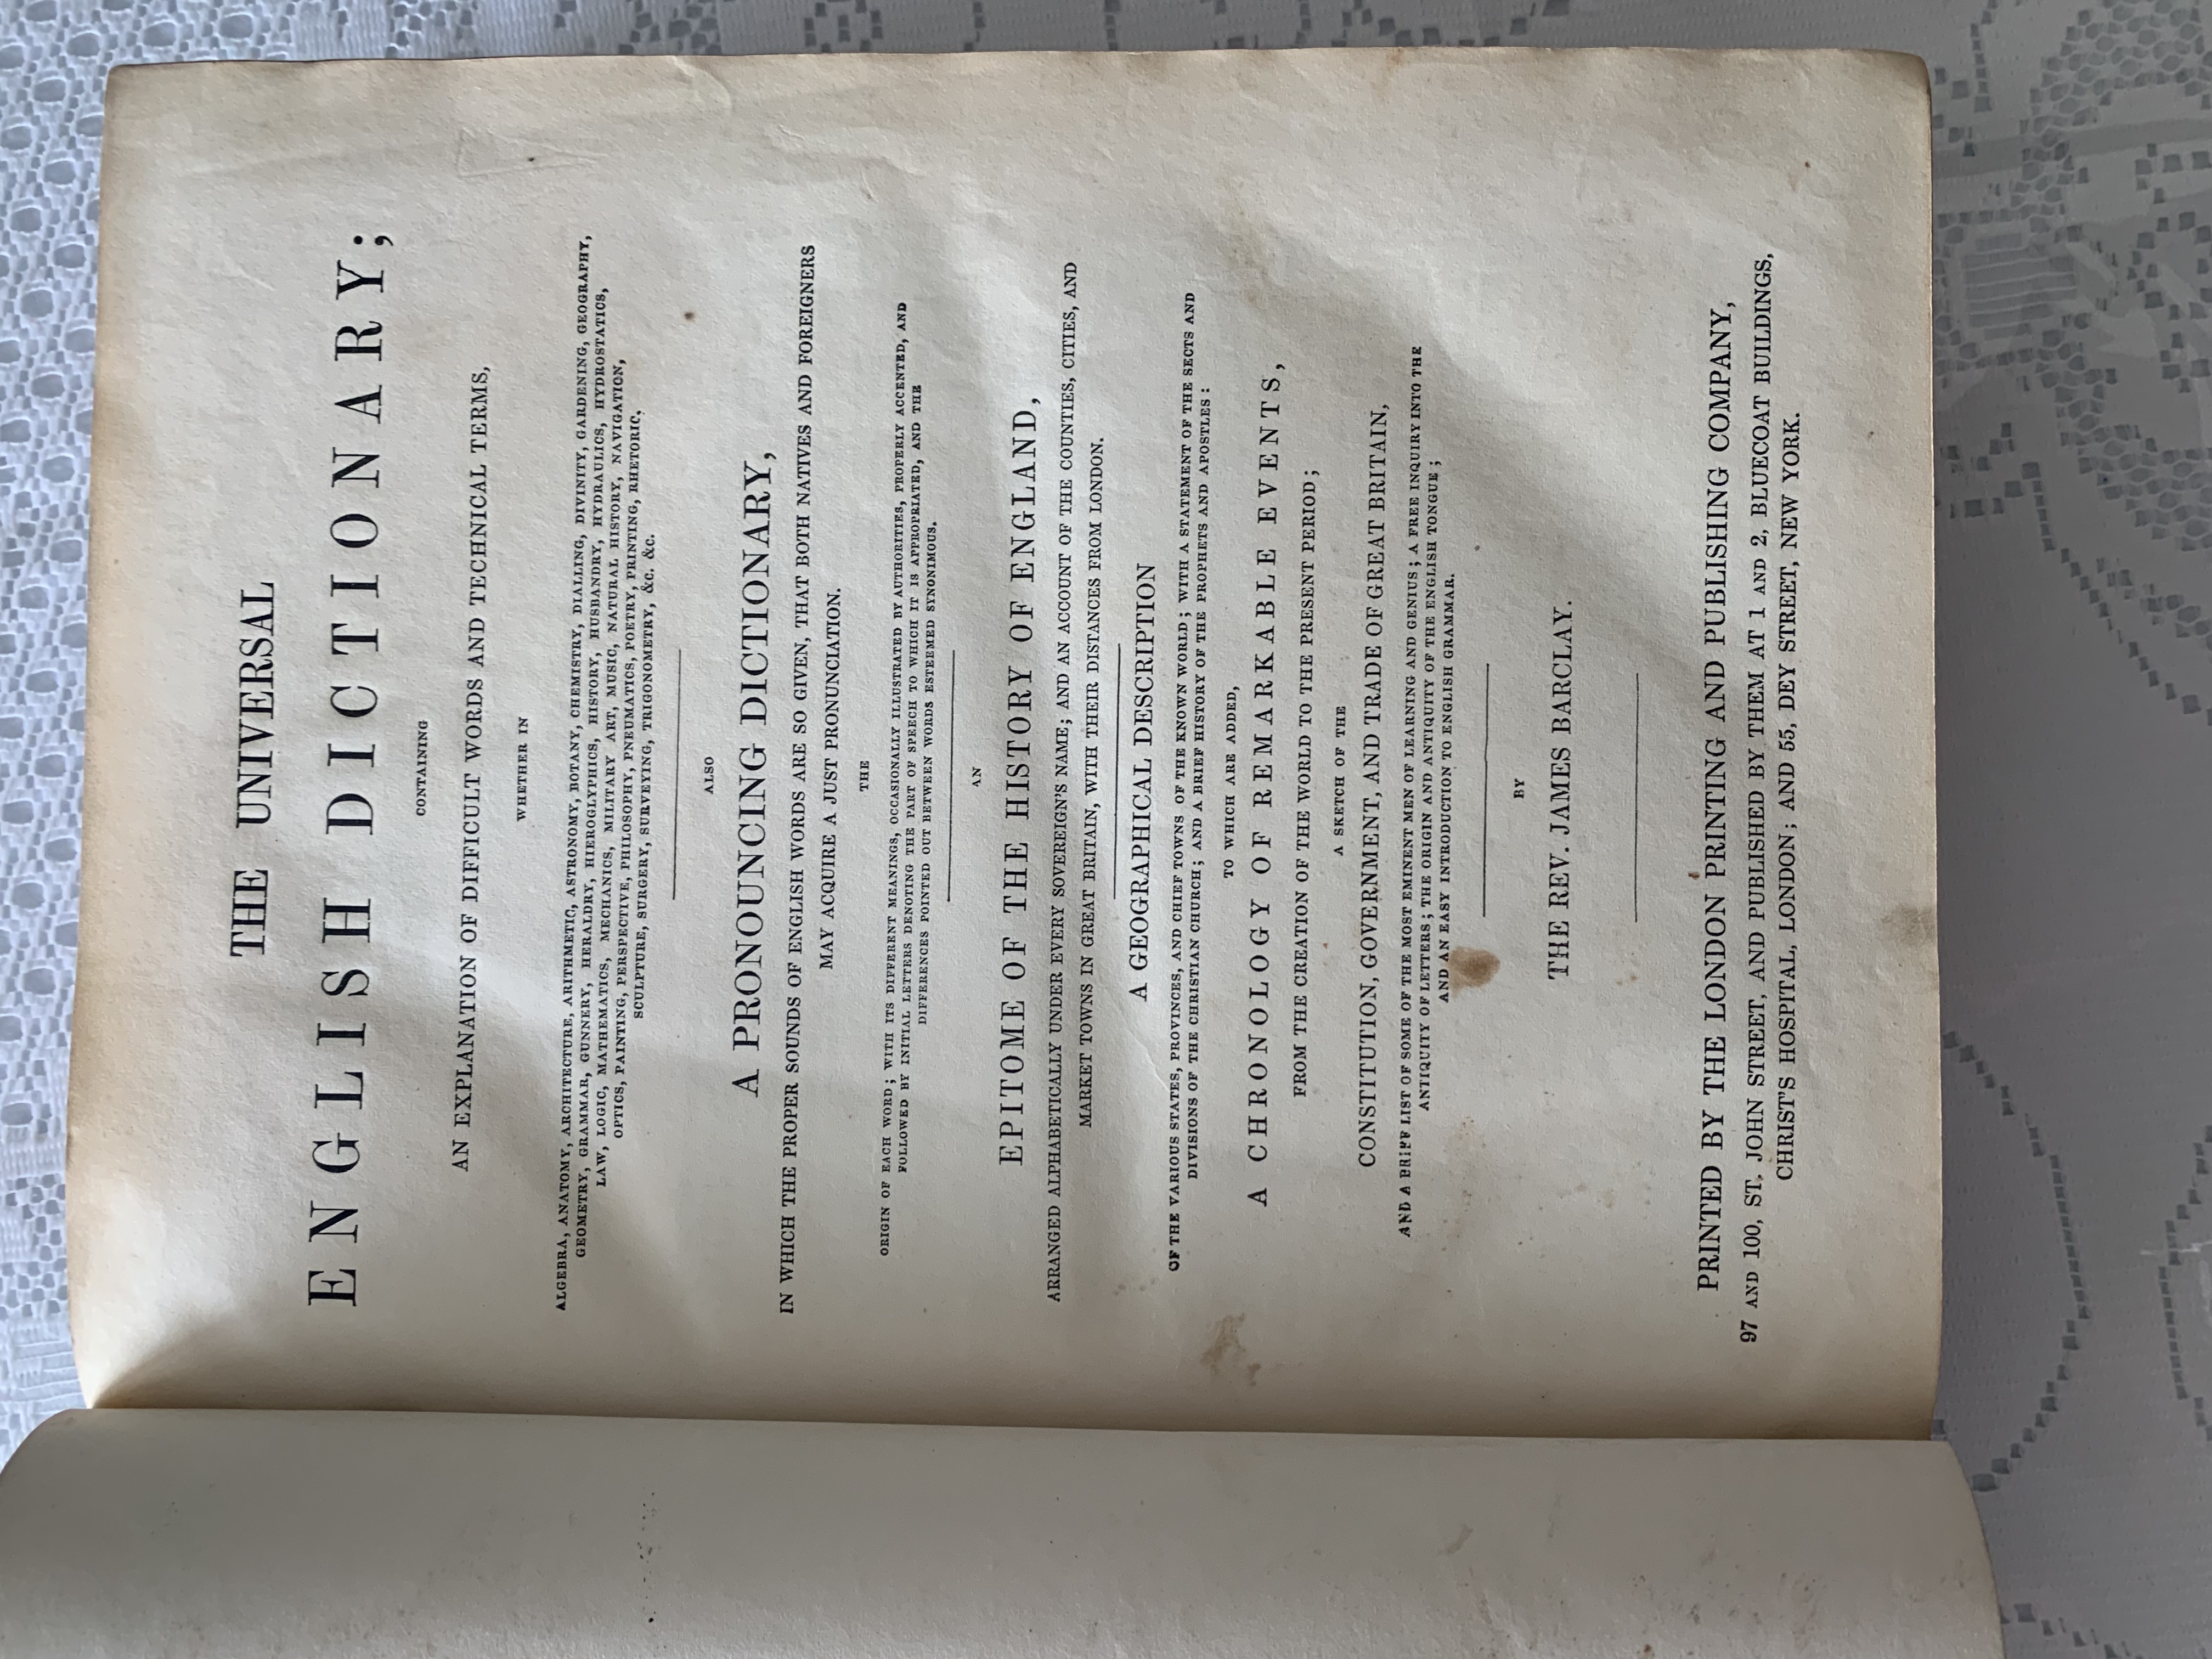 THE UNIVERSAL
ENGLISH DICTIONARY;
CONTAINING
AN EXPLANATION OF DIFFICULT WORDS AND TECHNICAL TERMS,
WHETHER IN
ALGEBRA, ANATOMY, ARCHITECTURE, ARITHMETIC, ASTRONOMY, BOTANY, CHEMISTRY, DIALLING, DIVINITY, GARDENING, GEOGRAPHY,
GEOMETRY, GRAMMAR, GUNNERY, HERALDRY, HIEROGLYPHICS, HISTORY, HUSBANDRY, HYDRAULICS, HYDROSTATICS,
LAW, LOGIC, MATHEMATICS, MECHANICS, MILITARY ART, MUSIC, NATURAL HISTORY, NAVIGATION,
OPTICS, PAINTING, PERSPECTIVE, PHILOSOPHY, PNEUMATICS, POETRY, PRINTING, RHETORIC,
SCULPTURE, SURGERY, SURVEYING, TRIGONOMETRY, &c. &c.
ALSO
A PRONOUNCING DICTIONARY,
IN WHICH THE PROPER SOUNDS OF ENGLISH WORDS ARE SO GIVEN, THAT BOTH NATIVES AND FOREIGNERS
MAY ACQUIRE A JUST PRONUNCIATION.
THE
ORIGIN OF EACH WORD; WITH ITS DIFFERENT MEANINGS, OCCASIONALLY ILLUSTRATED BY AUTHORITIES, PROPERLY ACCENTED, AND
FOLLOWED BY INITIAL LETTERS DENOTING THE PART OF SPEECH TO WHICH IT IS APPROPRIATED, AND THE
DIFFERENCES POINTED OUT BETWEEN WORDS ESTEEMED SYNONIMOUS.
AN
EPITOME OF THE HISTORY OF ENGLAND,
ARRANGED ALPHABETICALLY UNDER EVERY SOVEREIGN'S NAME; AND AN ACCOUNT OF THE COUNTIES, CITIES, AND
MARKET TOWNS IN GREAT BRITAIN, WITH THEIR DISTANCES FROM LONDON.
A GEOGRAPHICAL DESCRIPTION
OF THE VARIOUS STATES, PROVINCES, AND CHIEF TOWNS OF THE KNOWN WORLD; WITH A STATEMENT OF THE SECTS AND
DIVISIONS OF THE CHRISTIAN CHURCH; AND A BRIEF HISTORY OF THE PROPHETS AND APOSTLES:
TO WHICH ARE ADDED,
A CHRONOLOGY OF REMARKABLE EVENTS,
FROM THE CREATION OF THE WORLD TO THE PRESENT PERIOD;
A SKETCH OF THE
CONSTITUTION, GOVERNMENT, AND TRADE OF GREAT BRITAIN,
AND A BRIEF LIST OF SOME OF THE MOST EMINENT MEN OF LEARNING AND GENIUS; A FREE INQUIRY INTO THE
ANTIQUITY OF LETTERS; THE ORIGIN AND ANTIQUITY OF THE ENGLISH TONGUE;
AND AN EASY INTRODUCTION TO ENGLISH GRAMMAR.
BY
THE REV. JAMES BARCLAY.
PRINTED BY THE LONDON PRINTING AND PUBLISHING COMPANY,
97 AND 100, ST. JOHN STREET, AND PUBLISHED BY THEM AT 1 AND 2, BLUECOAT BUILDINGS,
CHRIST'S HOSPITAL, LONDON; AND 55, DEY STREET, NEW YORK.